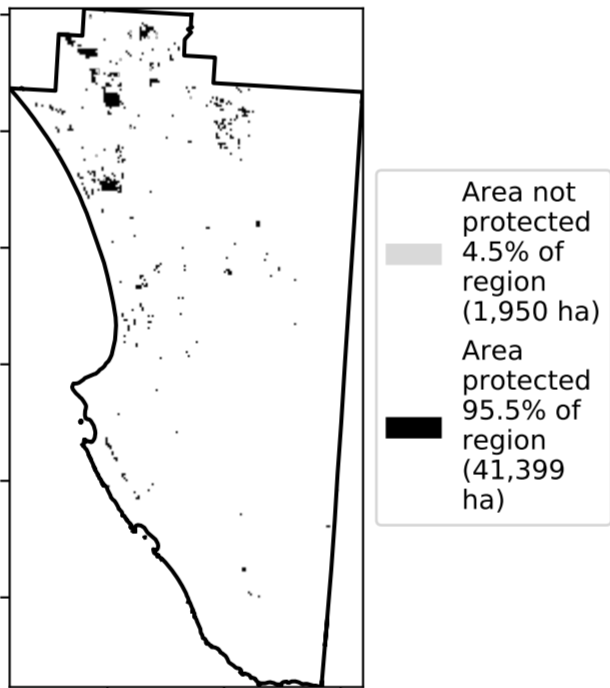 Area not
protected
4.5% of
region
(1,950 ha)
Area
protected
95.5% of
region
(41,399
ha)